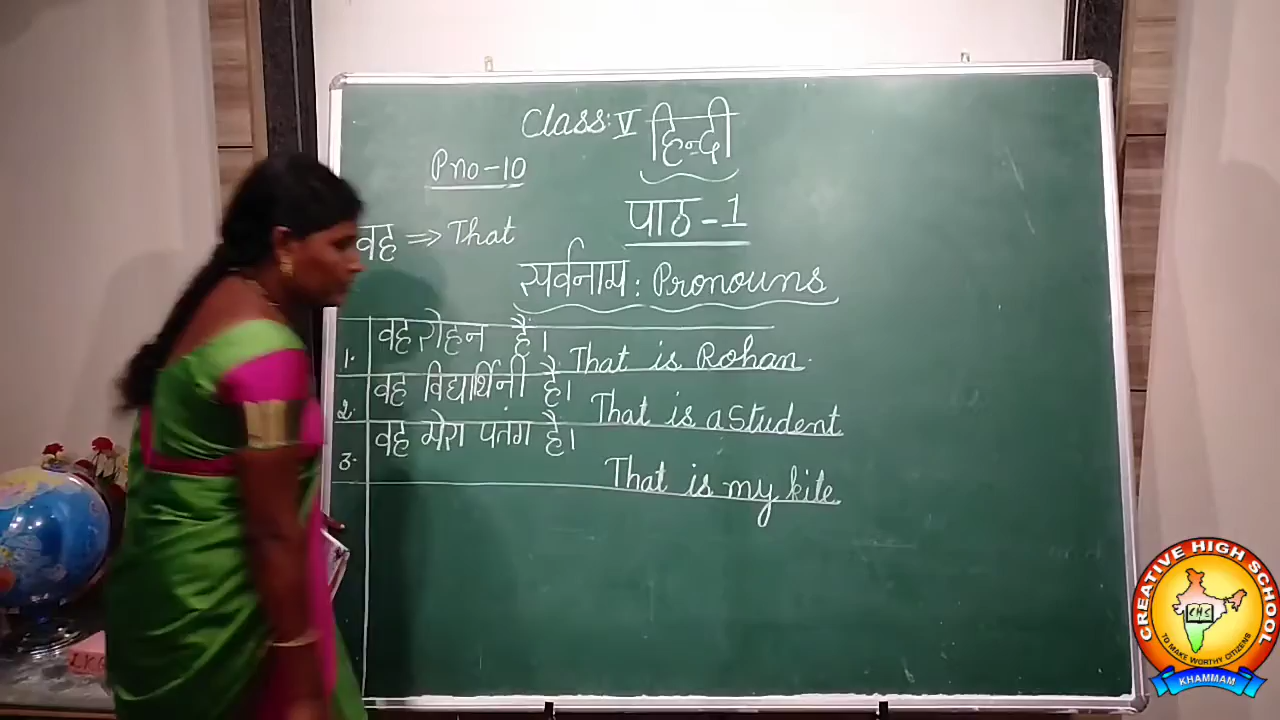 Class: V हिन्दी
Pno-10
पाठ-1
वह ⇒ That
सर्वनाम : Pronouns
1. वह रोहन है। That is Rohan.
2. वह विद्यार्थिनी है। That is a Student
3. वह मेरा पतंग है। That is my kite.
LKG
CREATIVE HIGH SCHOOL
CHS
TO MAKE WORTHY CITIZENS
KHAMMAM